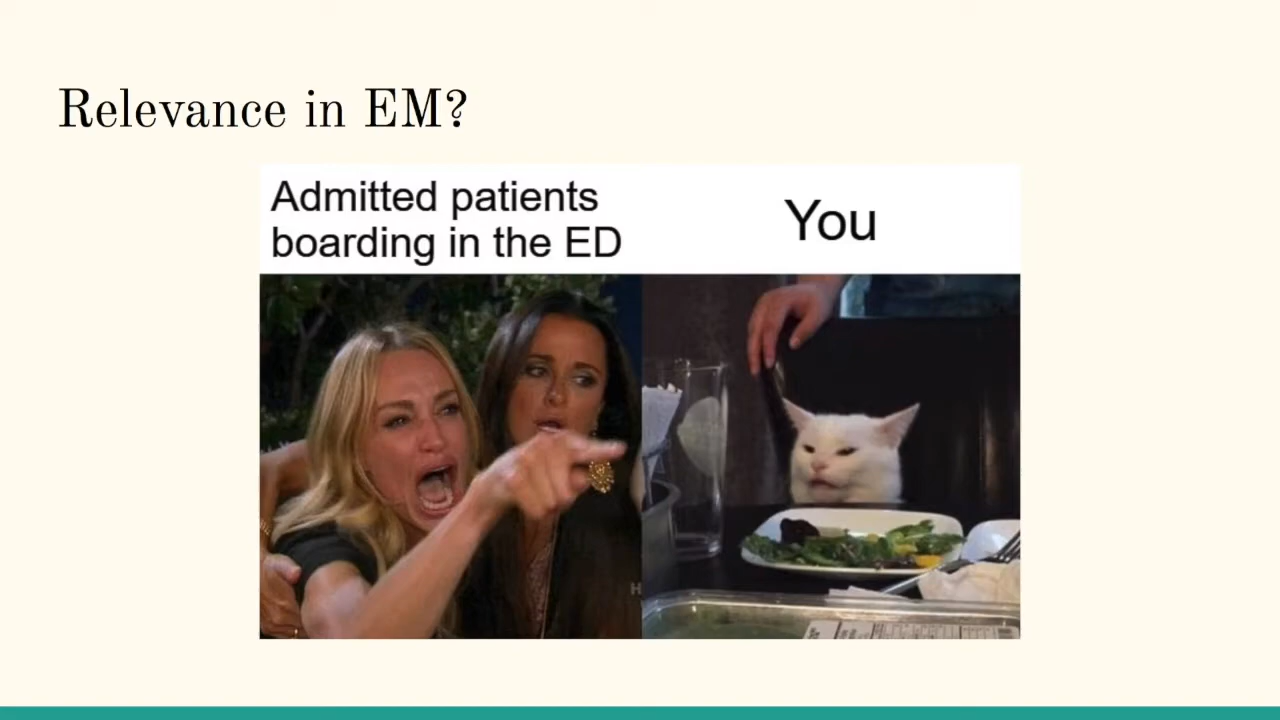 Relevance in EM?
Admitted patients
boarding in the ED
You